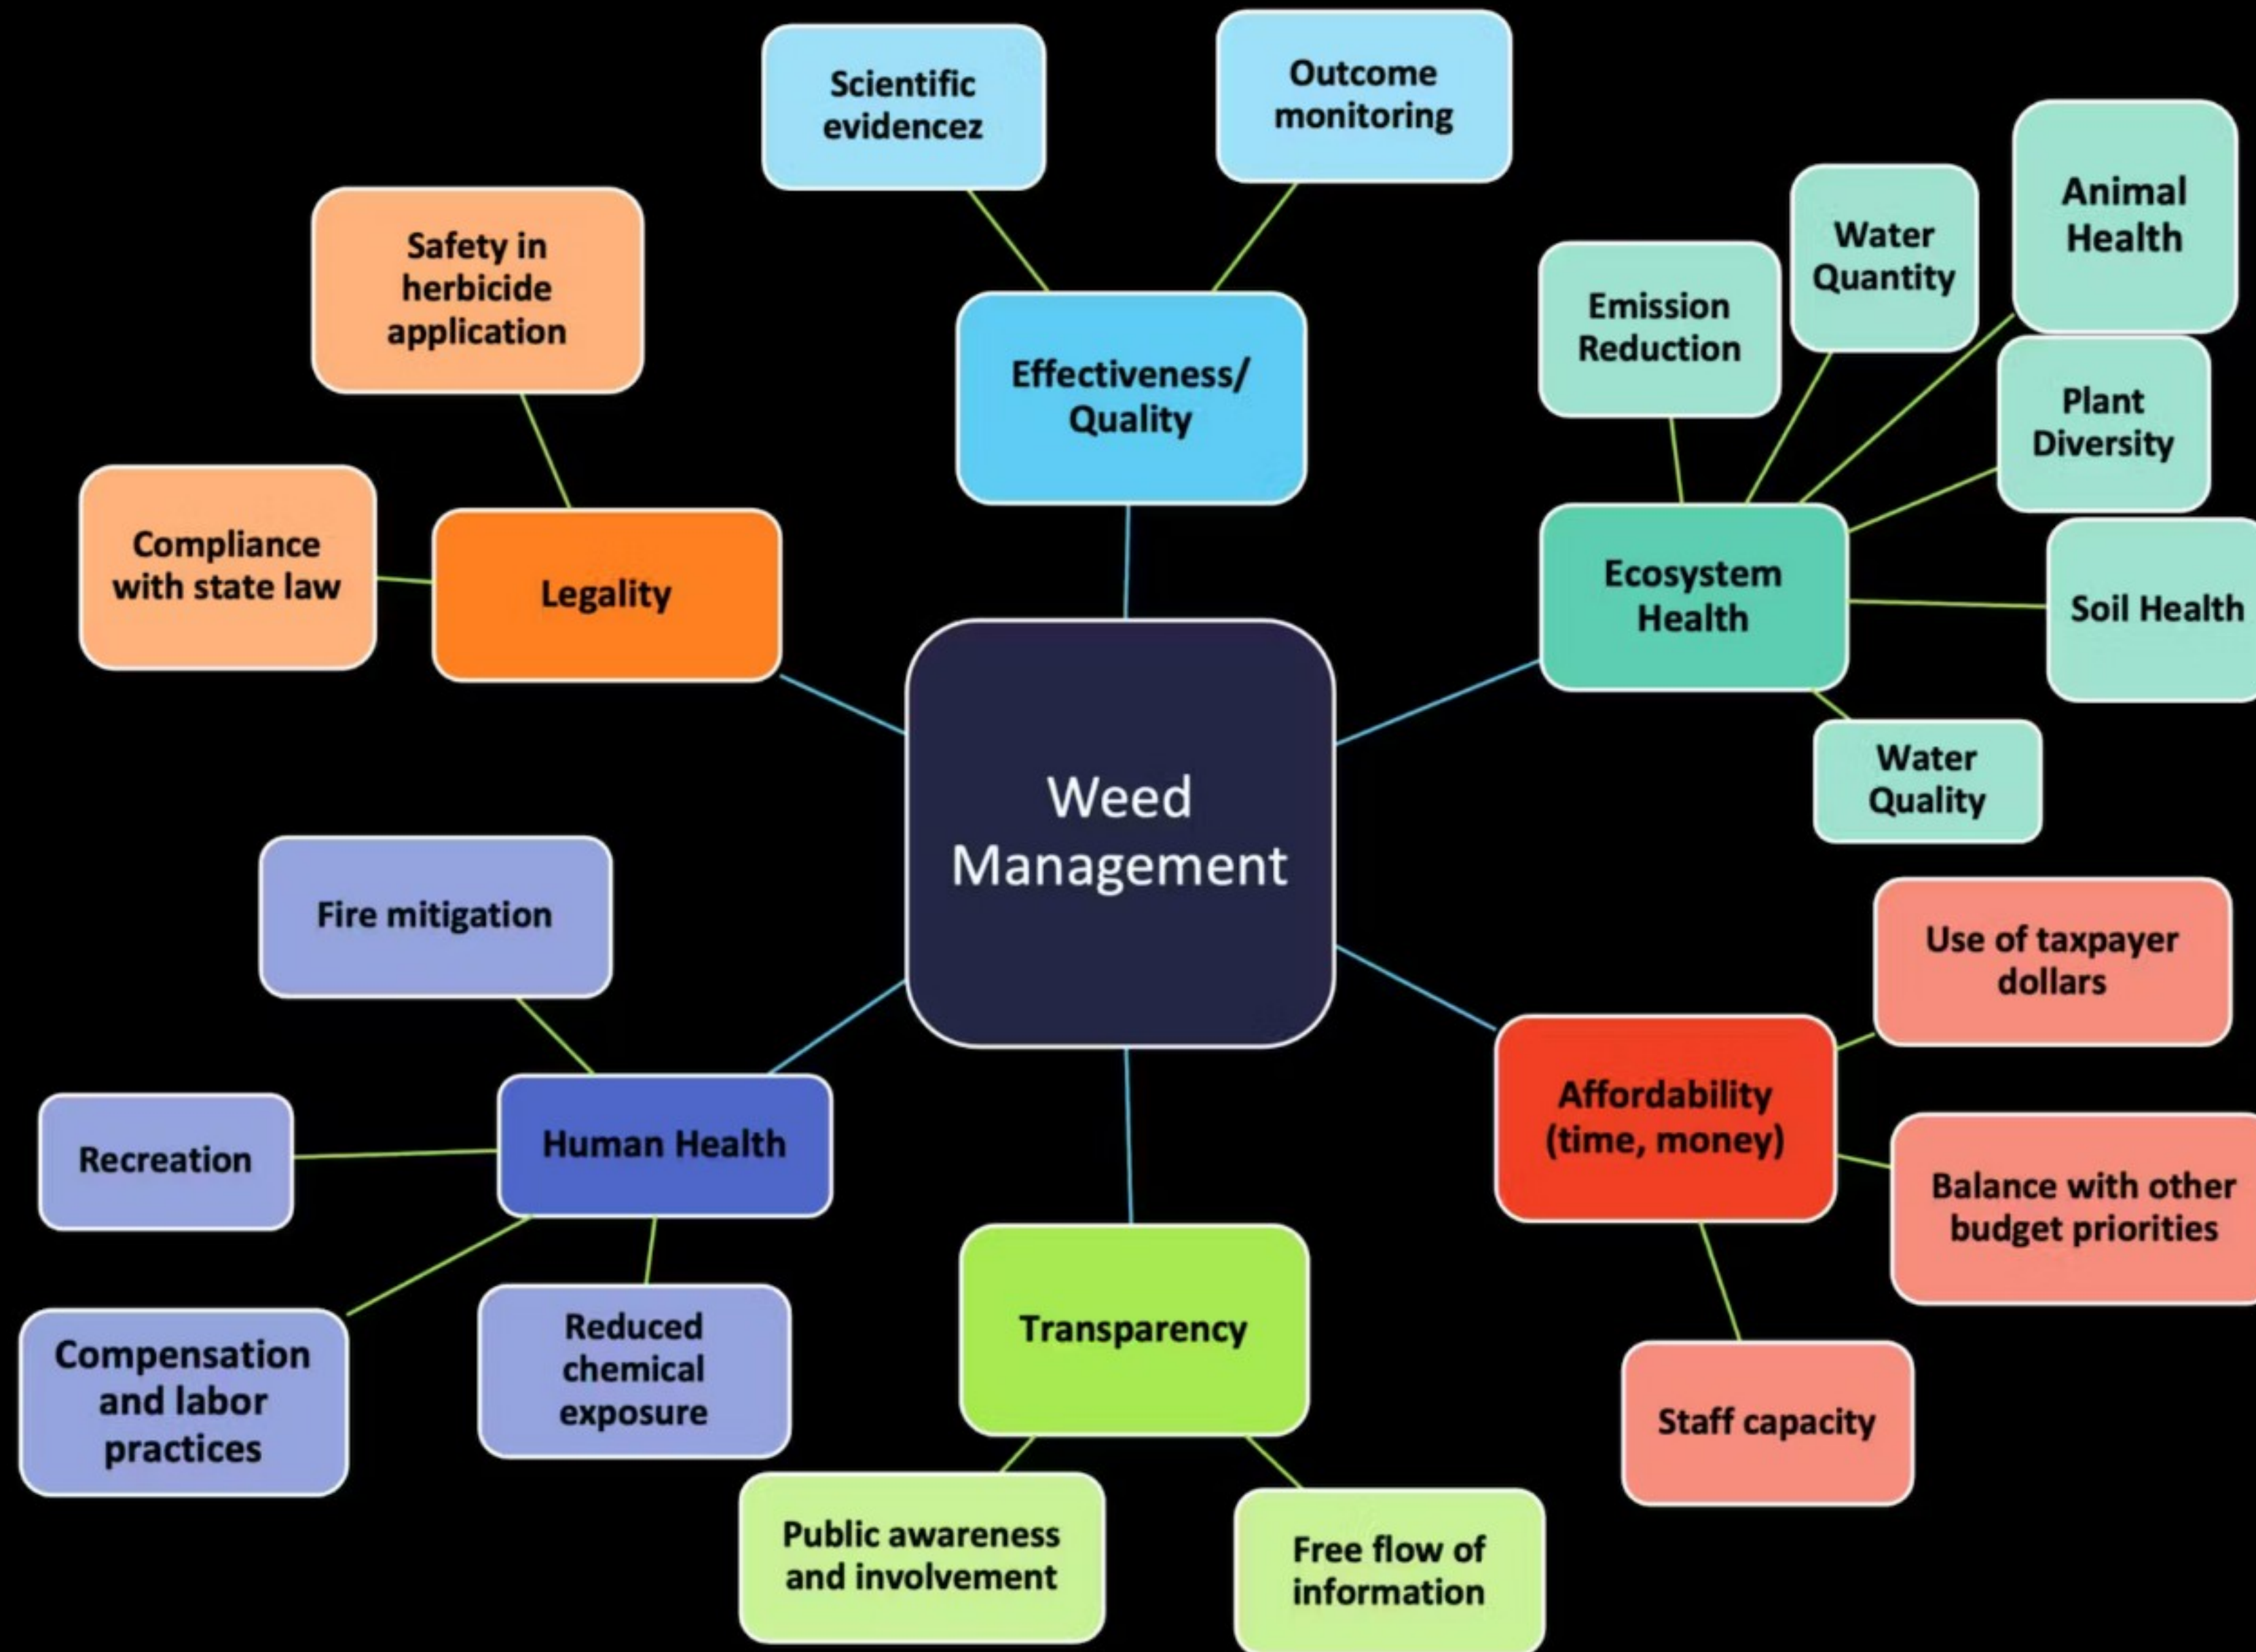 Scientific
evidencez
Outcome
monitoring
Effectiveness/
Quality
Safety in
herbicide
application
Compliance
with state law
Legality
Emission
Reduction
Water
Quantity
Animal
Health
Plant
Diversity
Ecosystem
Health
Soil Health
Water
Quality
Weed
Management
Fire mitigation
Recreation
Human Health
Compensation
and labor
practices
Reduced
chemical
exposure
Transparency
Public awareness
and involvement
Free flow of
information
Affordability
(time, money)
Use of taxpayer
dollars
Balance with other
budget priorities
Staff capacity